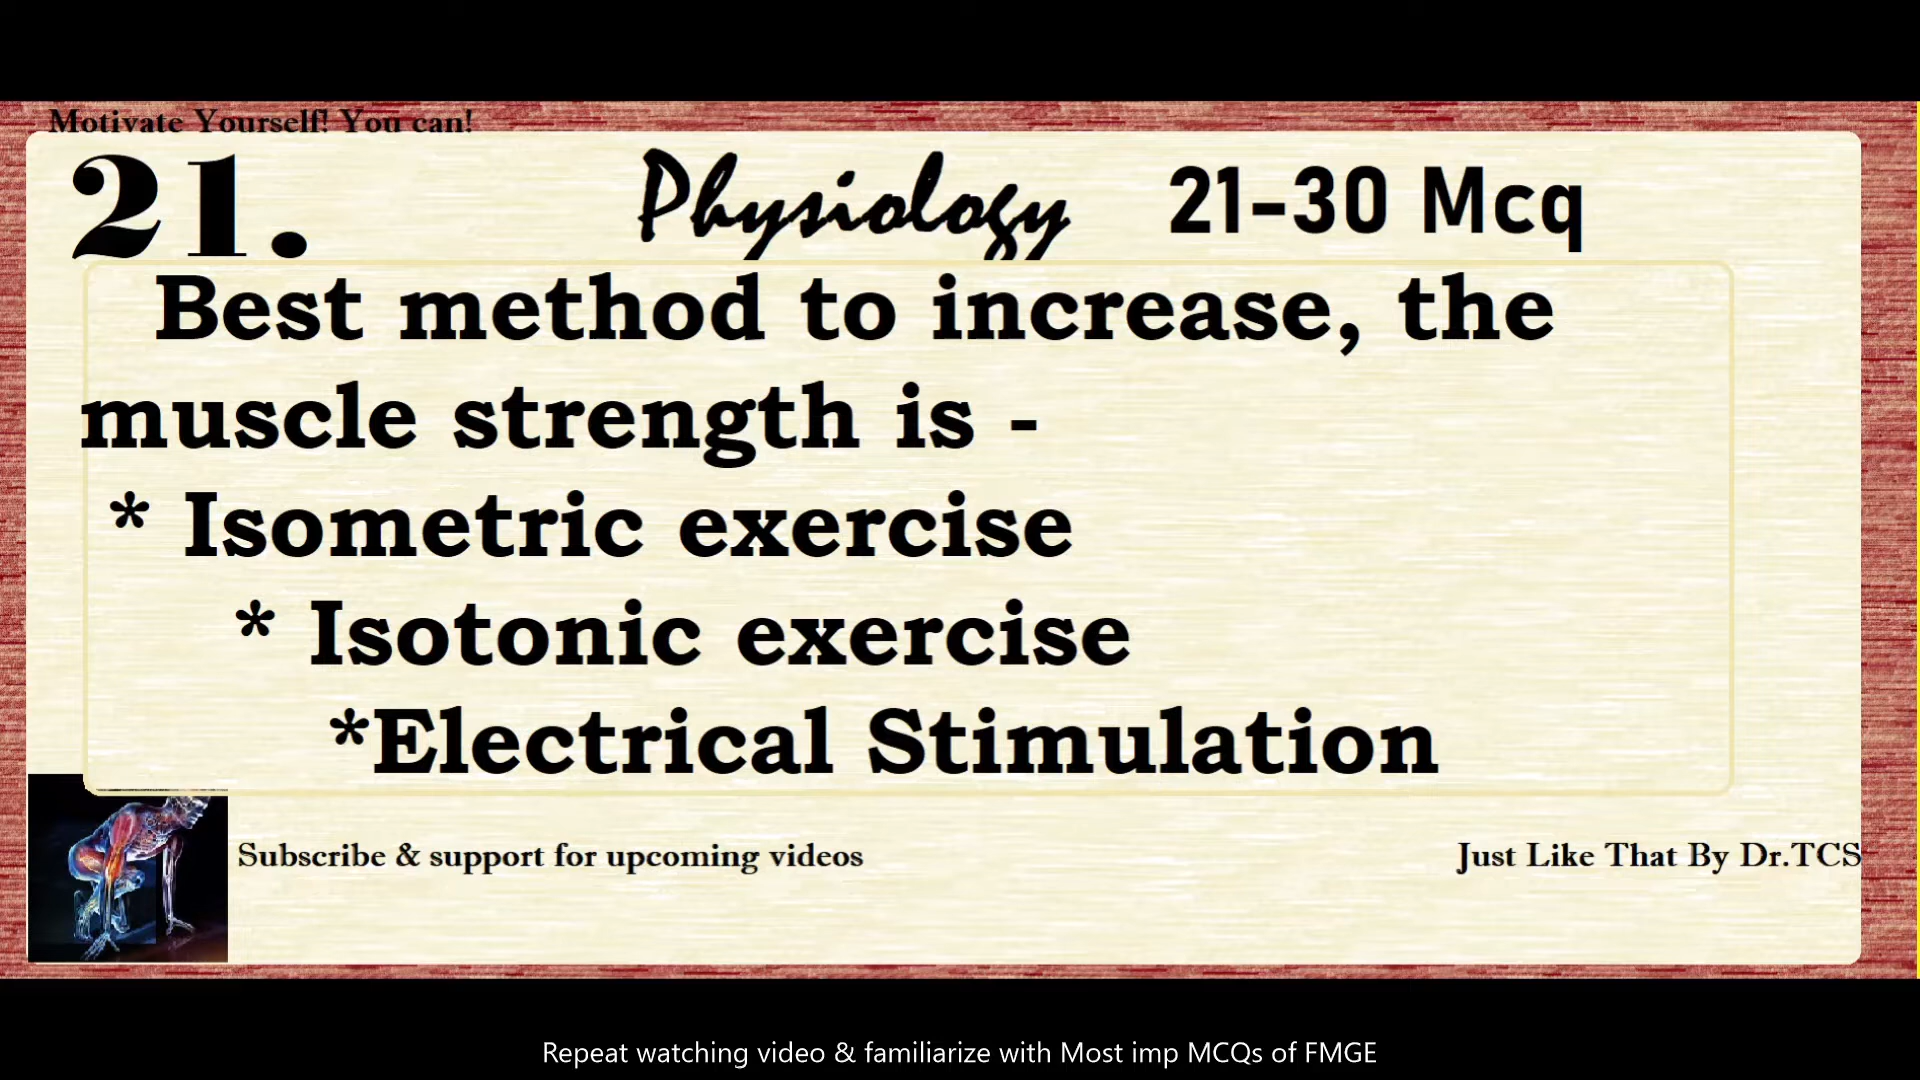 Motivate Yourself! You can!
21. Physiology 21-30 Mcq
Best method to increase, the
muscle strength is -
* Isometric exercise
* Isotonic exercise
*Electrical Stimulation
Subscribe & support for upcoming videos
Just Like That By Dr.TCS
Repeat watching video & familiarize with Most imp MCQs of FMGE